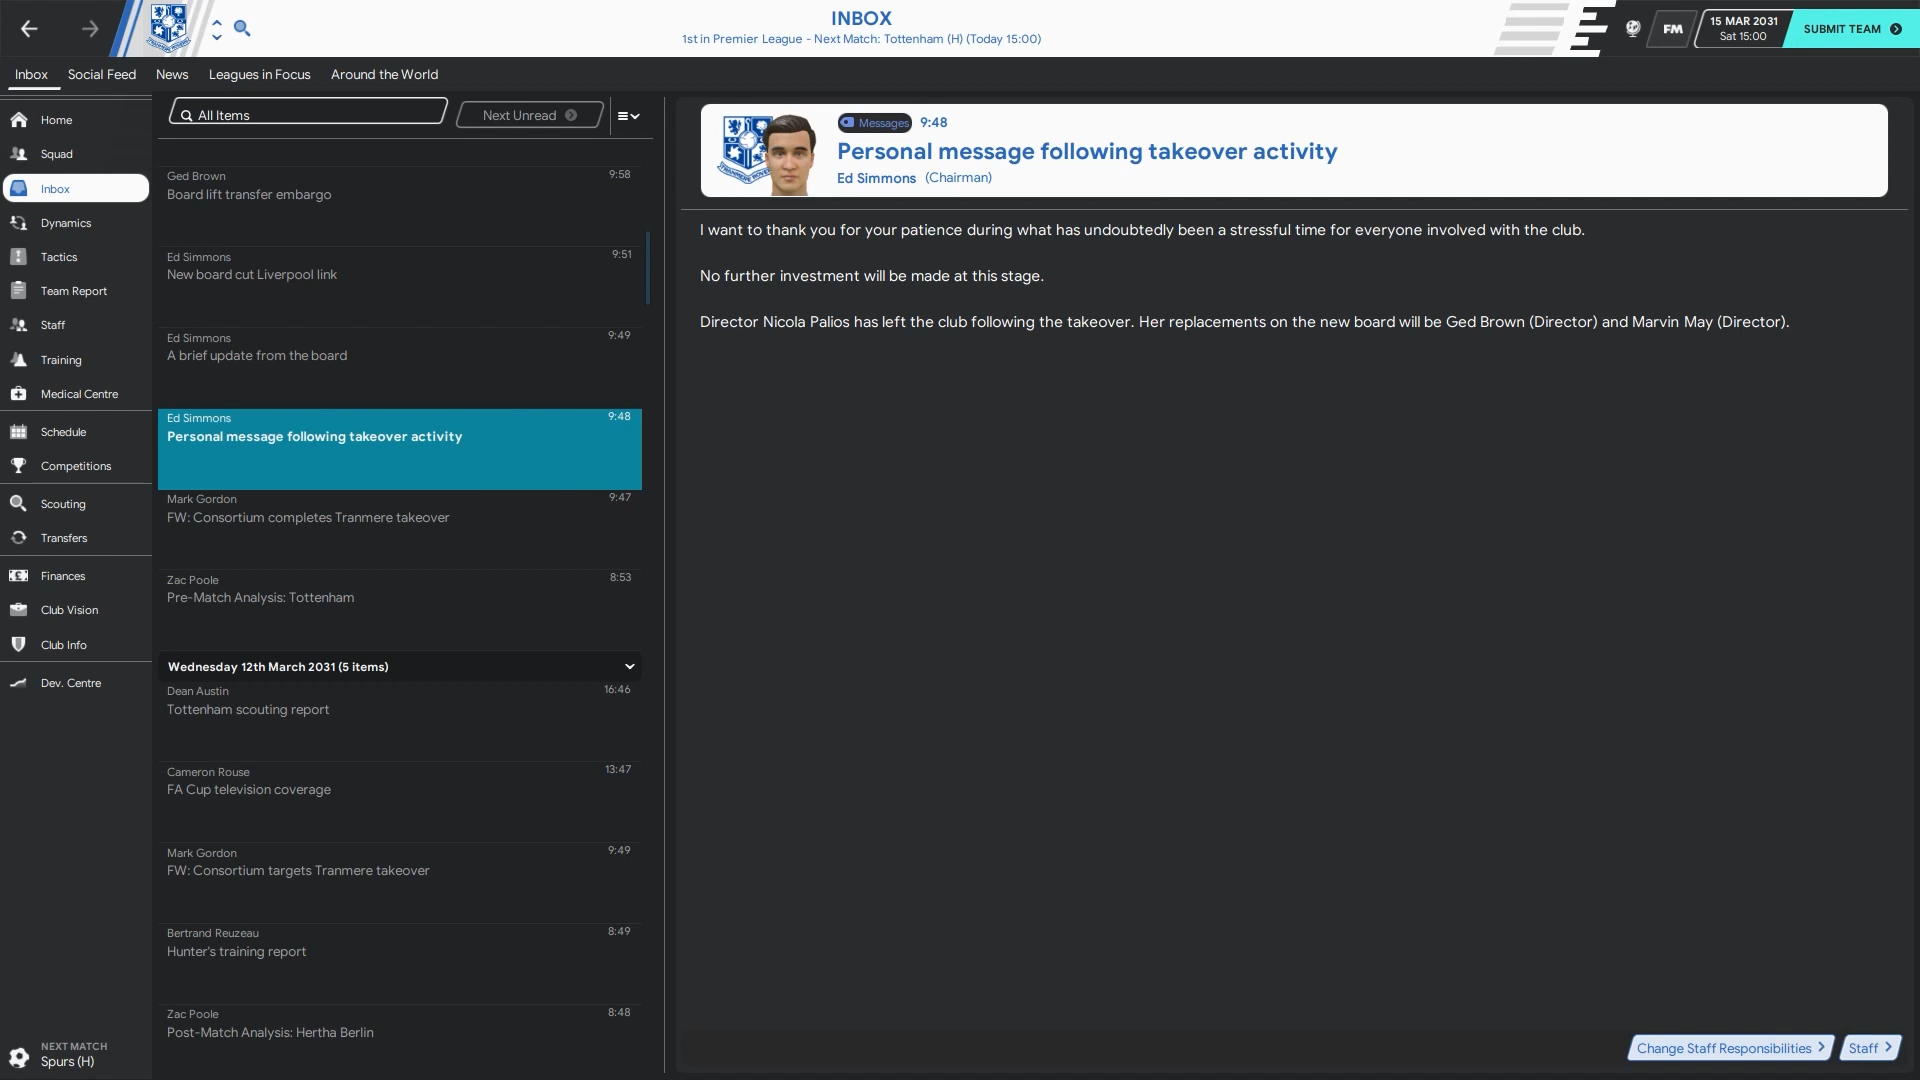 INBOX
1st in Premier League - Next Match: Tottenham (H) (Today 15:00)
FM
15 MAR 2031
Sat 15:00
SUBMIT TEAM
Inbox
Social Feed
News
Leagues in Focus
Around the World
Home
Squad
Inbox
Dynamics
Tactics
Team Report
Staff
Training
Medical Centre
Schedule
Competitions
Scouting
Transfers
Finances
Club Vision
Club Info
Dev. Centre
NEXT MATCH
Spurs (H)
All Items
Next Unread
Ged Brown 9:58
Board lift transfer embargo
Ed Simmons 9:51
New board cut Liverpool link
Ed Simmons 9:49
A brief update from the board
Ed Simmons 9:48
Personal message following takeover activity
Mark Gordon 9:47
FW: Consortium completes Tranmere takeover
Zac Poole 8:53
Pre-Match Analysis: Tottenham
Wednesday 12th March 2031 (5 items)
Dean Austin 16:46
Tottenham scouting report
Cameron Rouse 13:47
FA Cup television coverage
Mark Gordon 9:49
FW: Consortium targets Tranmere takeover
Bertrand Reuzeau 8:49
Hunter's training report
Zac Poole 8:48
Post-Match Analysis: Hertha Berlin
Messages 9:48
Personal message following takeover activity
Ed Simmons (Chairman)
I want to thank you for your patience during what has undoubtedly been a stressful time for everyone involved with the club.
No further investment will be made at this stage.
Director Nicola Palios has left the club following the takeover. Her replacements on the new board will be Ged Brown (Director) and Marvin May (Director).
Change Staff Responsibilities
Staff